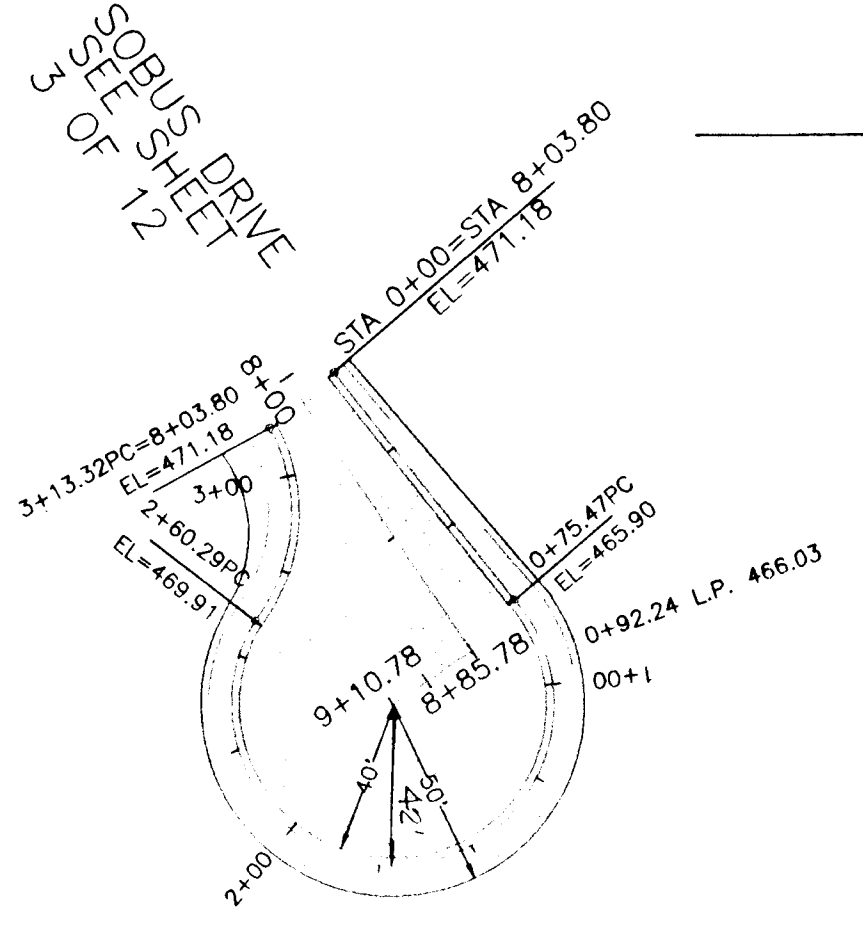 SOBUS DRIVE
SEE SHEET
3 OF 12
STA 0+00=STA 8+03.80
EL=471.18
8+00
3+13.32PC=8+03.80
EL=471.18
3+00
2+60.29PC
EL=469.91
0+75.47PC
EL=465.90
0+92.24 L.P. 466.03
1+00
8+85.78
9+10.78
40'
42'
50'
2+00